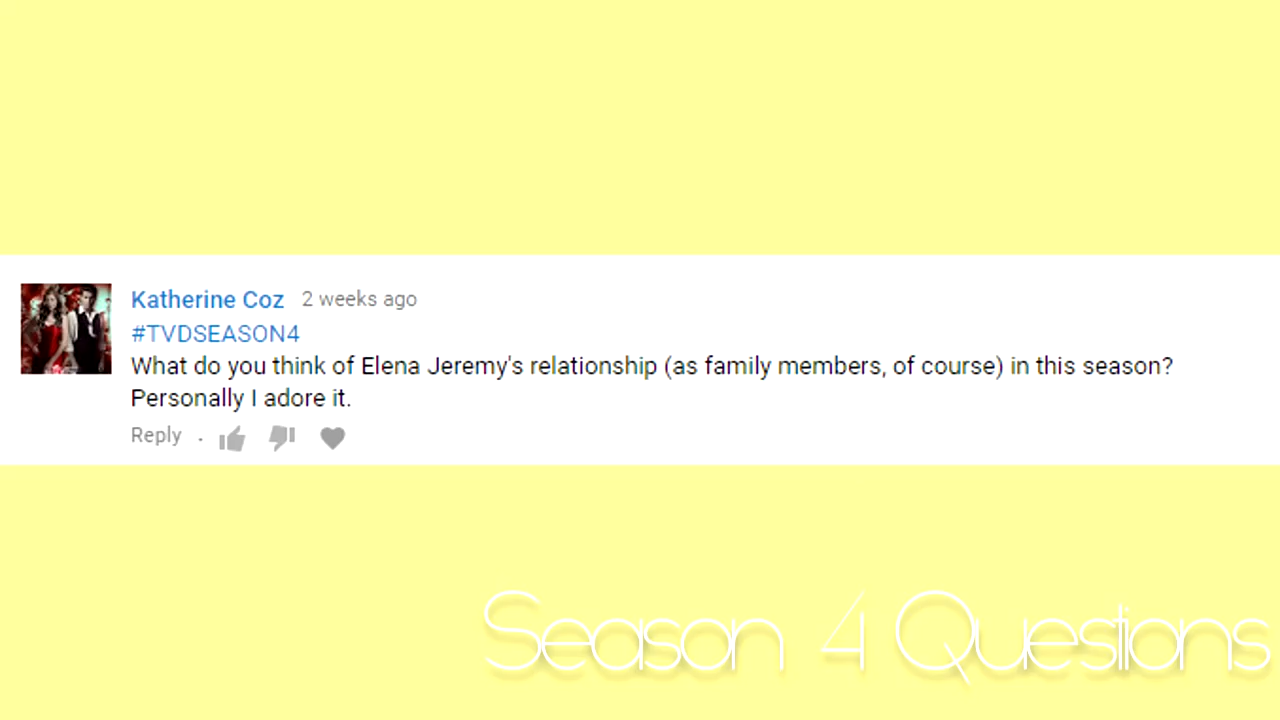 Katherine Coz 2 weeks ago
#TVDSEASON4
What do you think of Elena Jeremy's relationship (as family members, of course) in this season?
Personally I adore it.
Reply .
Season 4 Questions